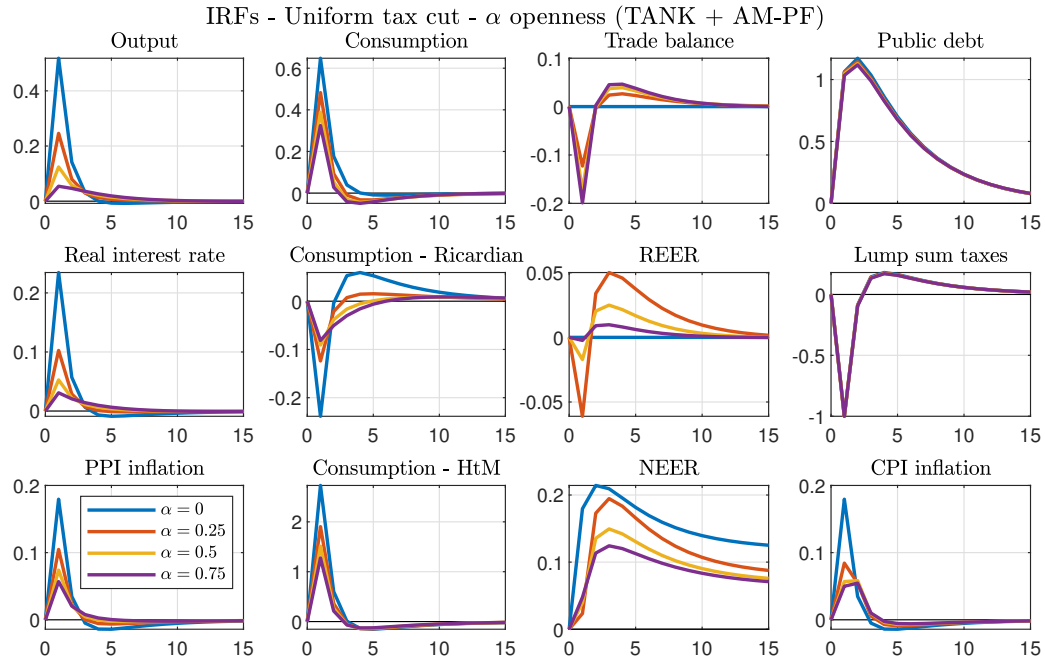 IRFs - Uniform tax cut - α openness (TANK + AM-PF)
Output
Consumption
Trade balance
Public debt
0.4
0.2
0
0 5 10 15
0.6
0.4
0.2
0
0 5 10 15
0.1
0
-0.1
-0.2
0 5 10 15
1
0.5
0
0 5 10 15
Real interest rate
Consumption - Ricardian
REER
Lump sum taxes
0.2
0.1
0
0 5 10 15
0
-0.1
-0.2
0 5 10 15
0.05
0
-0.05
0 5 10 15
0
-0.5
-1
0 5 10 15
PPI inflation
Consumption - HtM
NEER
CPI inflation
0.2
0.1
0
0 5 10 15
α = 0
α = 0.25
α = 0.5
α = 0.75
2
1
0
0 5 10 15
0.2
0.1
0
0 5 10 15
0.2
0.1
0
0 5 10 15